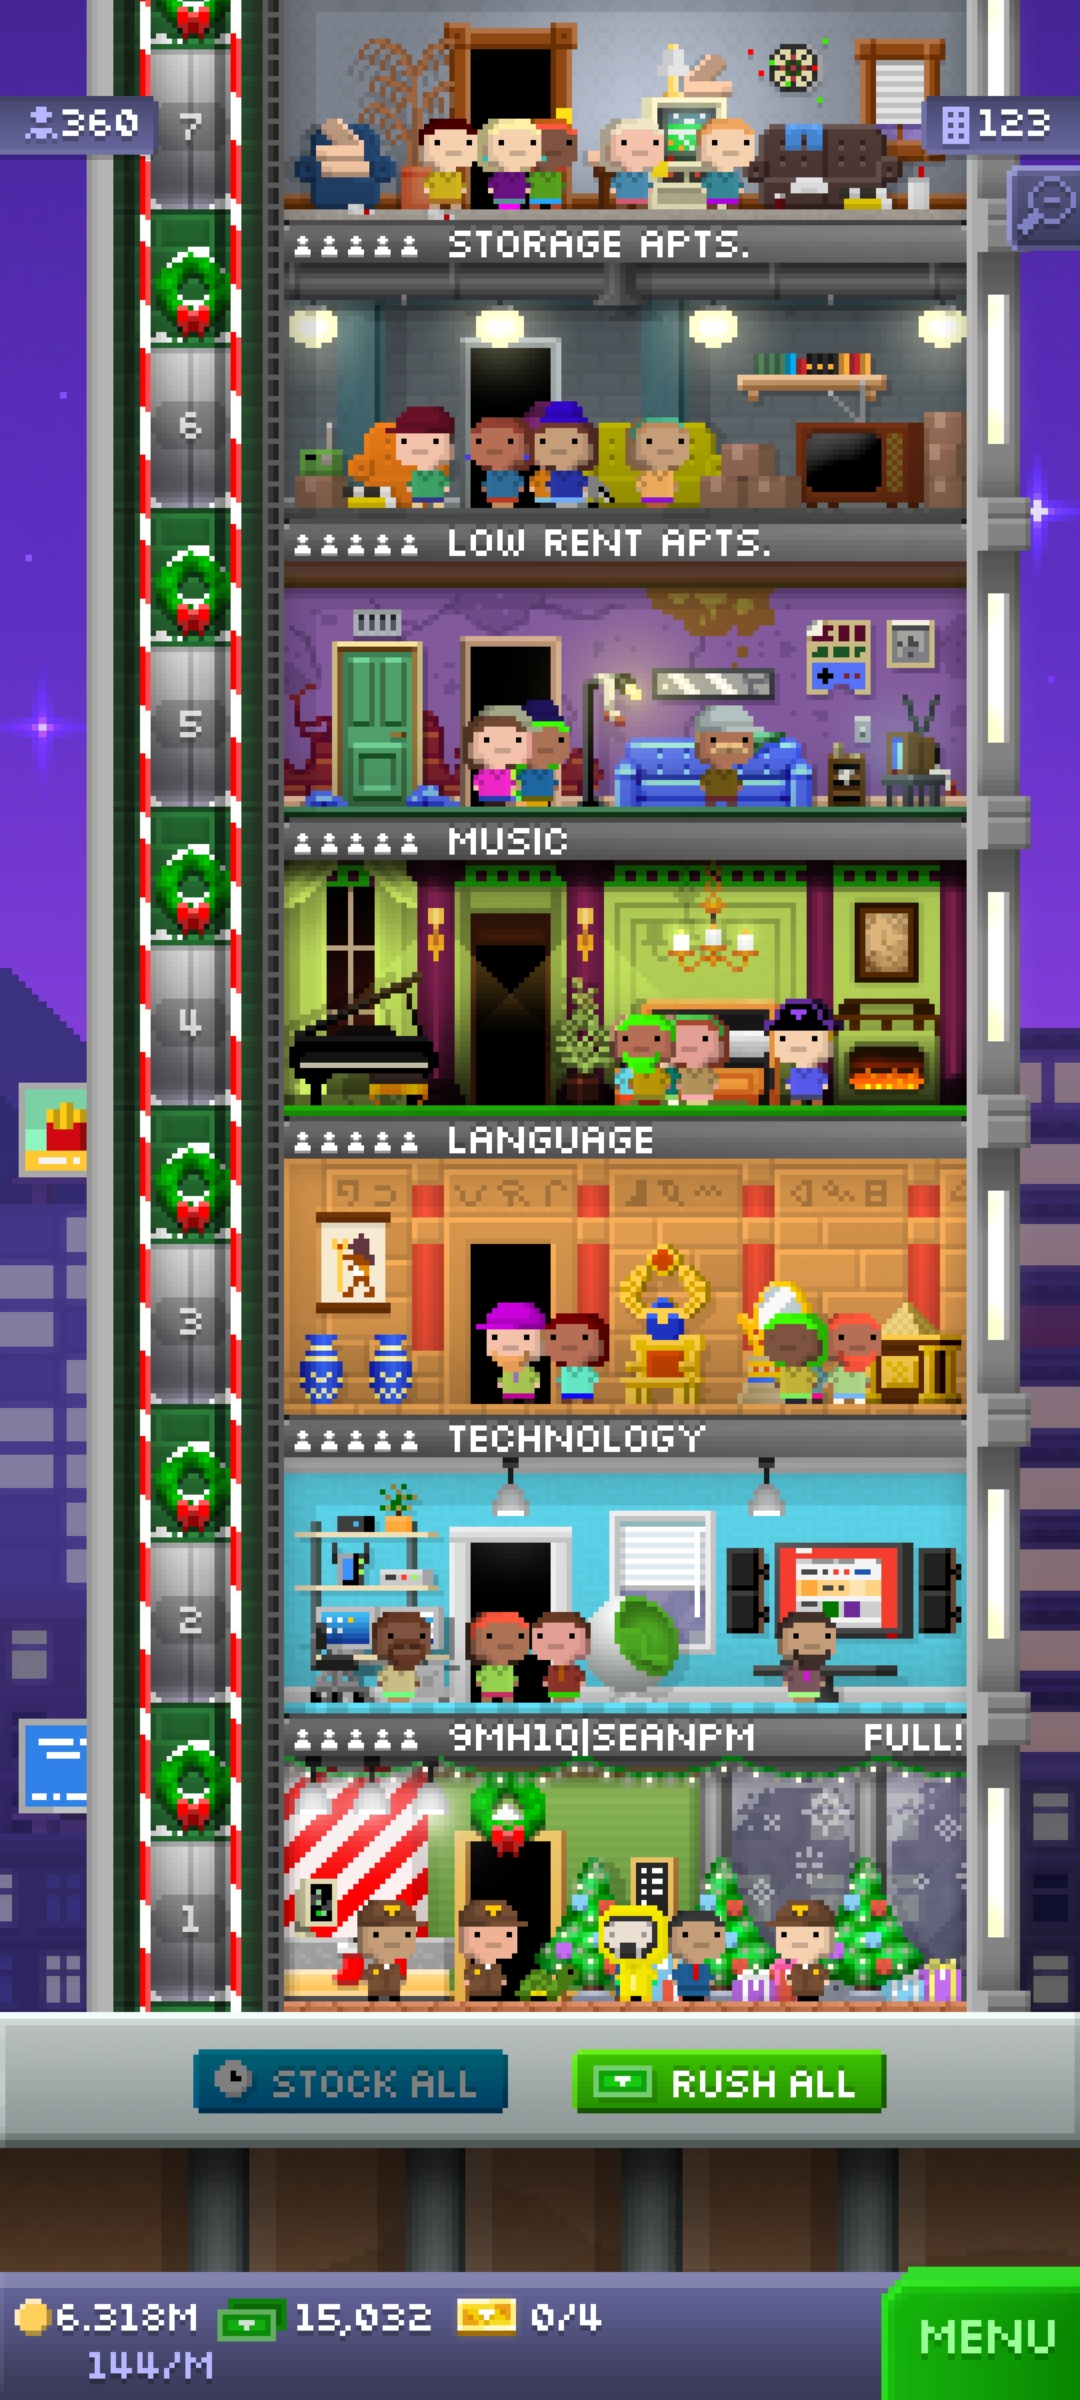 360
7
123
STORAGE APTS.
6
LOW RENT APTS.
5
MUSIC
4
LANGUAGE
3
TECHNOLOGY
2
9MH1Q|SEANPM FULL!
1
STOCK ALL
RUSH ALL
6.318M 15,032 0/4
144/M
MENU